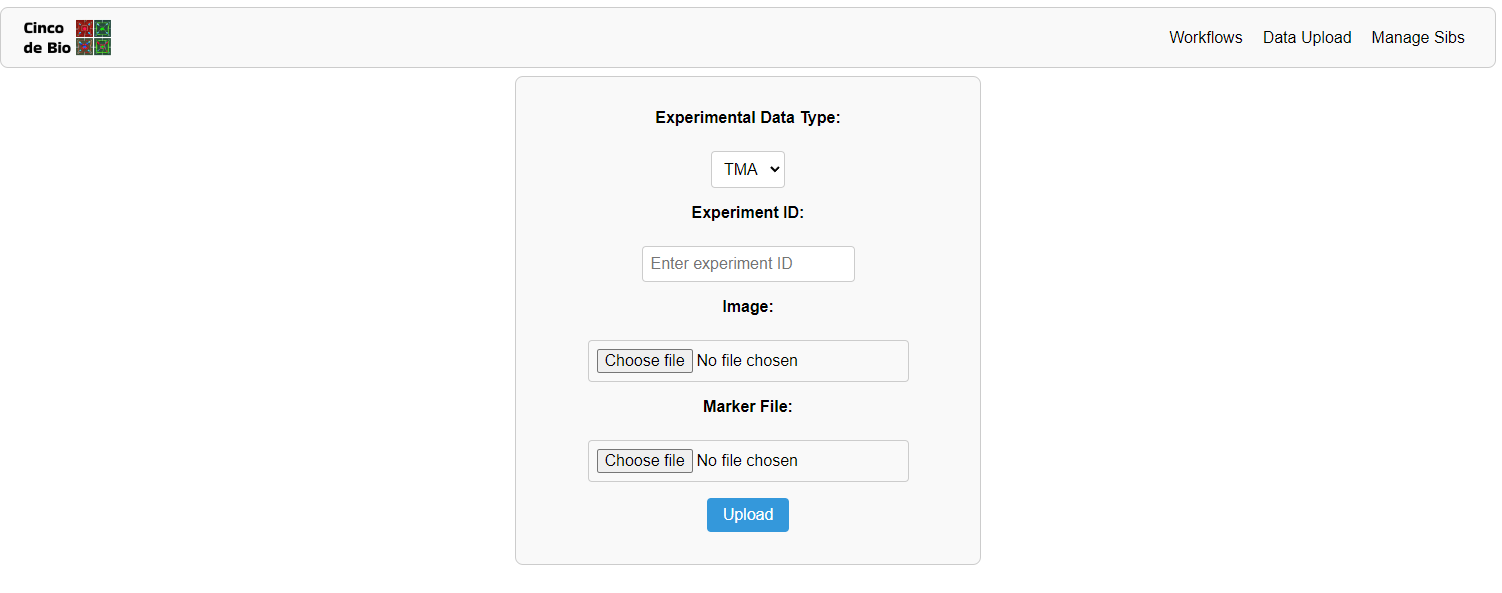 Cinco
de Bio
Workflows Data Upload Manage Sibs
Experimental Data Type:
TMA
Experiment ID:
Enter experiment ID
Image:
Choose file No file chosen
Marker File:
Choose file No file chosen
Upload